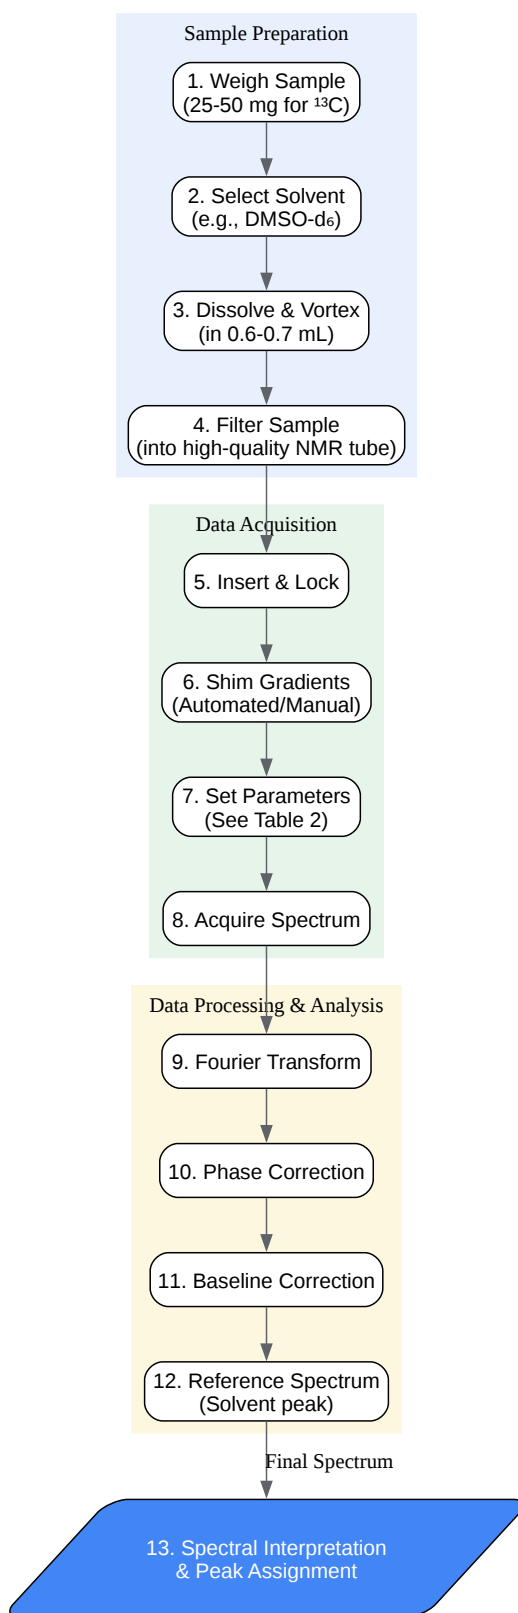 Sample Preparation
1. Weigh Sample
(25-50 mg for ¹³C)
2. Select Solvent
(e.g., DMSO-d₆)
3. Dissolve & Vortex
(in 0.6-0.7 mL)
4. Filter Sample
(into high-quality NMR tube)
Data Acquisition
5. Insert & Lock
6. Shim Gradients
(Automated/Manual)
7. Set Parameters
(See Table 2)
8. Acquire Spectrum
Data Processing & Analysis
9. Fourier Transform
10. Phase Correction
11. Baseline Correction
12. Reference Spectrum
(Solvent peak)
Final Spectrum
13. Spectral Interpretation
& Peak Assignment